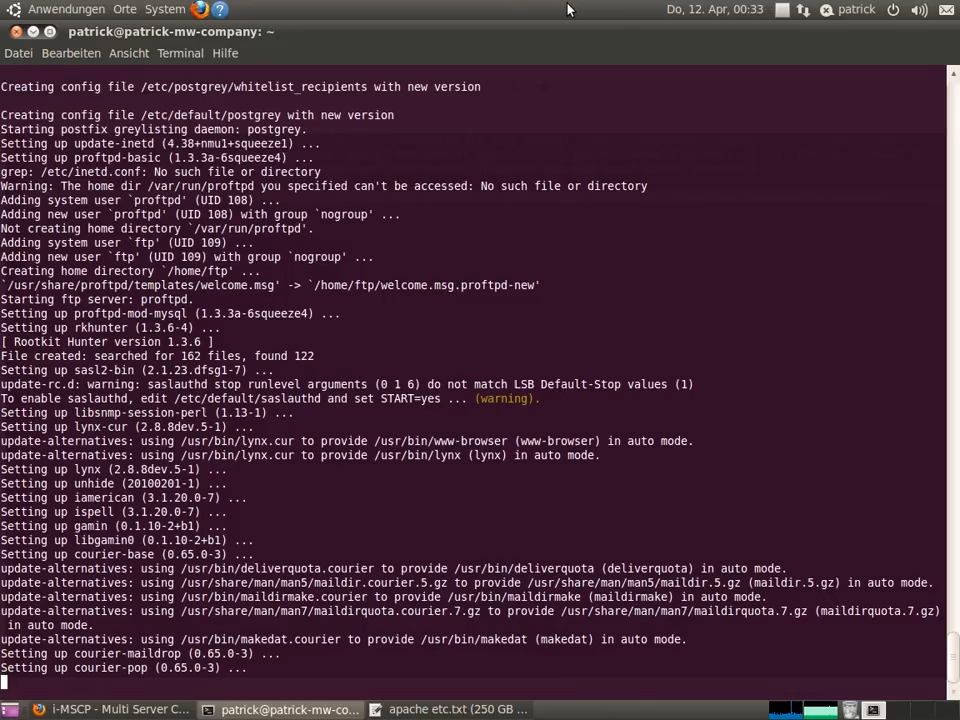 Anwendungen Orte System Do, 12. Apr, 00:33 patrick
patrick@patrick-mw-company: ~
Datei Bearbeiten Ansicht Terminal Hilfe
Creating config file /etc/postgrey/whitelist_recipients with new version
Creating config file /etc/default/postgrey with new version
Starting postfix greylisting daemon: postgrey.
Setting up update-inetd (4.38+nmu1+squeeze1) ...
Setting up proftpd-basic (1.3.3a-6squeeze4) ...
grep: /etc/inetd.conf: No such file or directory
Warning: The home dir /var/run/proftpd you specified can't be accessed: No such file or directory
Adding system user `proftpd' (UID 108) ...
Adding new user `proftpd' (UID 108) with group `nogroup' ...
Not creating home directory `/var/run/proftpd'.
Adding system user `ftp' (UID 109) ...
Adding new user `ftp' (UID 109) with group `nogroup' ...
Creating home directory `/home/ftp' ...
`/usr/share/proftpd/templates/welcome.msg' -> `/home/ftp/welcome.msg.proftpd-new'
Starting ftp server: proftpd.
Setting up proftpd-mod-mysql (1.3.3a-6squeeze4) ...
Setting up rkhunter (1.3.6-4) ...
[ Rootkit Hunter version 1.3.6 ]
File created: searched for 162 files, found 122
Setting up sasl2-bin (2.1.23.dfsg1-7) ...
update-rc.d: warning: saslauthd stop runlevel arguments (0 1 6) do not match LSB Default-Stop values (1)
To enable saslauthd, edit /etc/default/saslauthd and set START=yes ... (warning).
Setting up libsnmp-session-perl (1.13-1) ...
Setting up lynx-cur (2.8.8dev.5-1) ...
update-alternatives: using /usr/bin/lynx.cur to provide /usr/bin/www-browser (www-browser) in auto mode.
update-alternatives: using /usr/bin/lynx.cur to provide /usr/bin/lynx (lynx) in auto mode.
Setting up lynx (2.8.8dev.5-1) ...
Setting up unhide (20100201-1) ...
Setting up iamerican (3.1.20.0-7) ...
Setting up ispell (3.1.20.0-7) ...
Setting up gamin (0.1.10-2+b1) ...
Setting up libgamin0 (0.1.10-2+b1) ...
Setting up courier-base (0.65.0-3) ...
update-alternatives: using /usr/bin/deliverquota.courier to provide /usr/bin/deliverquota (deliverquota) in auto mode.
update-alternatives: using /usr/share/man/man5/maildir.courier.5.gz to provide /usr/share/man/man5/maildir.5.gz (maildir.5.gz) in auto mode.
update-alternatives: using /usr/bin/maildirmake.courier to provide /usr/bin/maildirmake (maildirmake) in auto mode.
update-alternatives: using /usr/share/man/man7/maildirquota.courier.7.gz to provide /usr/share/man/man7/maildirquota.7.gz (maildirquota.7.gz)
in auto mode.
update-alternatives: using /usr/bin/makedat.courier to provide /usr/bin/makedat (makedat) in auto mode.
Setting up courier-maildrop (0.65.0-3) ...
Setting up courier-pop (0.65.0-3) ...
i-MSCP - Multi Server C... patrick@patrick-mw-co... apache etc.txt (250 GB ...